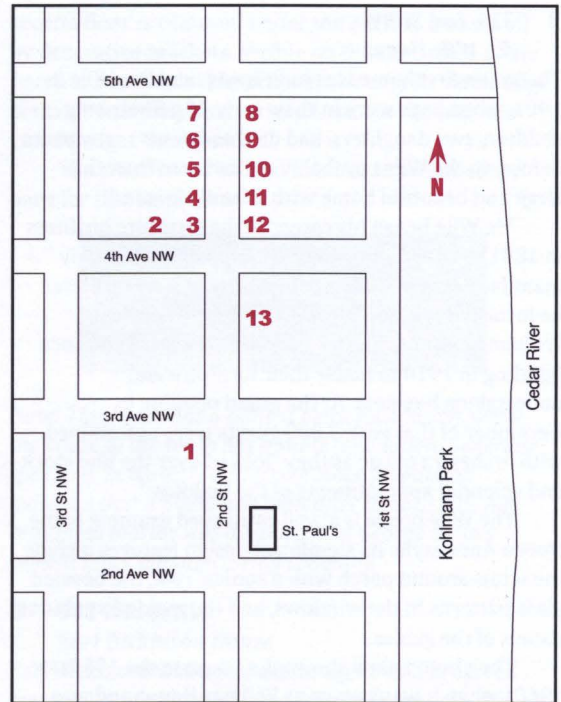 5th Ave NW
7 8
6 9
5 10
4 11
2 3 12
4th Ave NW
13
3rd Ave NW
1
3rd St NW
2nd St NW
St. Paul's
1st St NW
Kohlmann Park
Cedar River
2nd Ave NW
N